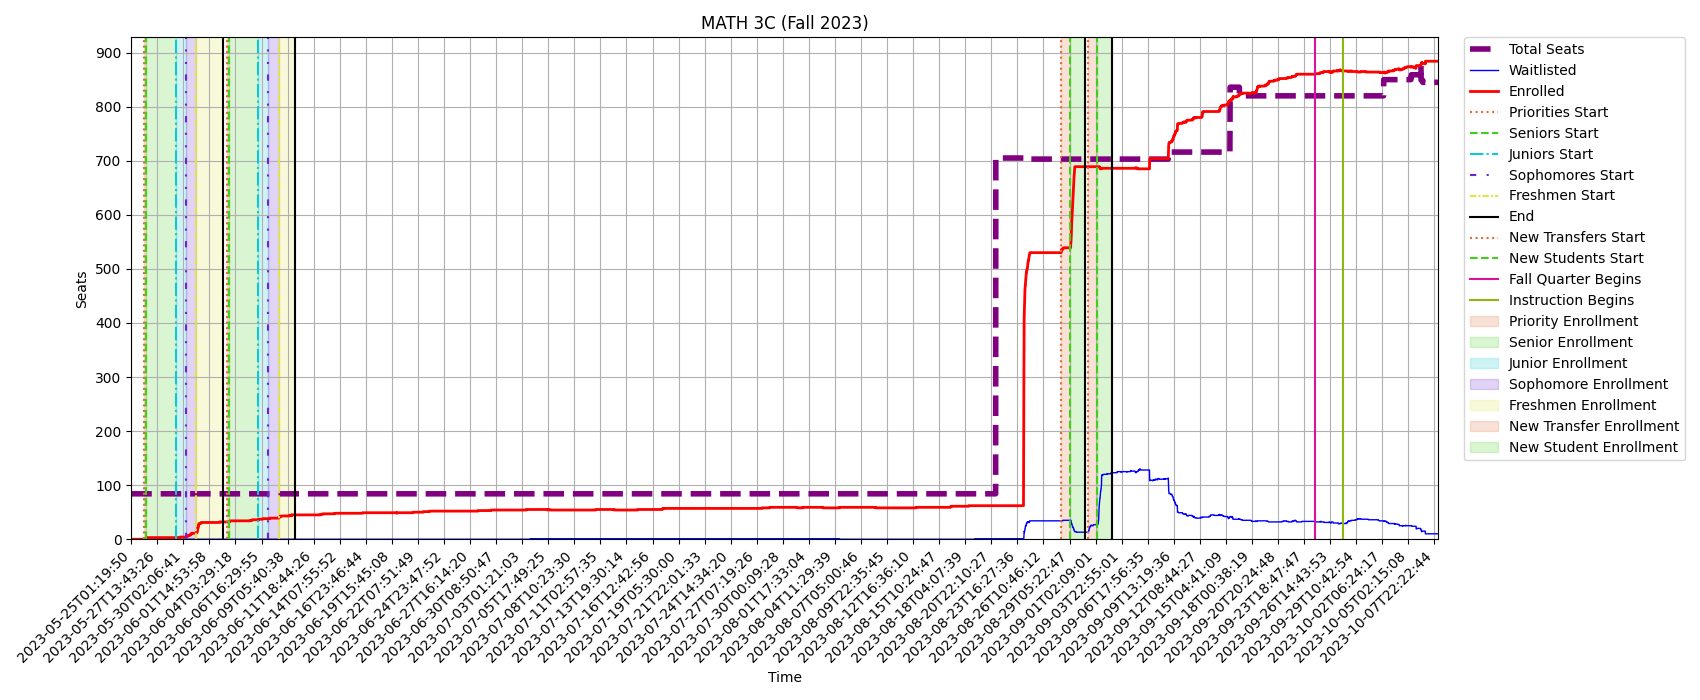 MATH 3C (Fall 2023)
Seats
900
800
700
600
500
400
300
200
100
0
2023-05-25T01:19:50
2023-05-27T13:43:26
2023-05-30T02:06:41
2023-06-01T14:53:58
2023-06-04T03:29:18
2023-06-06T16:29:55
2023-06-09T05:40:38
2023-06-11T18:44:26
2023-06-14T07:55:52
2023-06-16T23:46:44
2023-06-19T15:45:08
2023-06-22T07:51:49
2023-06-24T23:47:52
2023-06-27T16:14:20
2023-06-30T08:50:47
2023-07-03T01:21:03
2023-07-05T17:49:25
2023-07-08T10:23:30
2023-07-11T02:57:35
2023-07-13T19:30:14
2023-07-16T12:42:56
2023-07-19T05:30:00
2023-07-21T22:01:33
2023-07-24T14:34:20
2023-07-27T07:19:26
2023-07-30T00:09:28
2023-08-01T17:33:04
2023-08-04T11:29:35
2023-08-07T05:00:46
2023-08-09T22:35:45
2023-08-12T16:36:10
2023-08-15T10:24:47
2023-08-18T04:07:39
2023-08-20T22:10:27
2023-08-23T16:27:36
2023-08-26T10:46:12
2023-08-29T05:22:47
2023-09-01T02:09:01
2023-09-03T22:55:01
2023-09-06T17:56:35
2023-09-09T13:19:36
2023-09-12T08:44:27
2023-09-15T04:41:09
2023-09-18T00:38:19
2023-09-20T20:24:48
2023-09-23T18:47:47
2023-09-26T14:43:53
2023-09-29T10:42:54
2023-10-02T06:24:17
2023-10-05T02:15:08
2023-10-07T22:22:44
Time
Total Seats
Waitlisted
Enrolled
Priorities Start
Seniors Start
Juniors Start
Sophomores Start
Freshmen Start
End
New Transfers Start
New Students Start
Fall Quarter Begins
Instruction Begins
Priority Enrollment
Senior Enrollment
Junior Enrollment
Sophomore Enrollment
Freshmen Enrollment
New Transfer Enrollment
New Student Enrollment